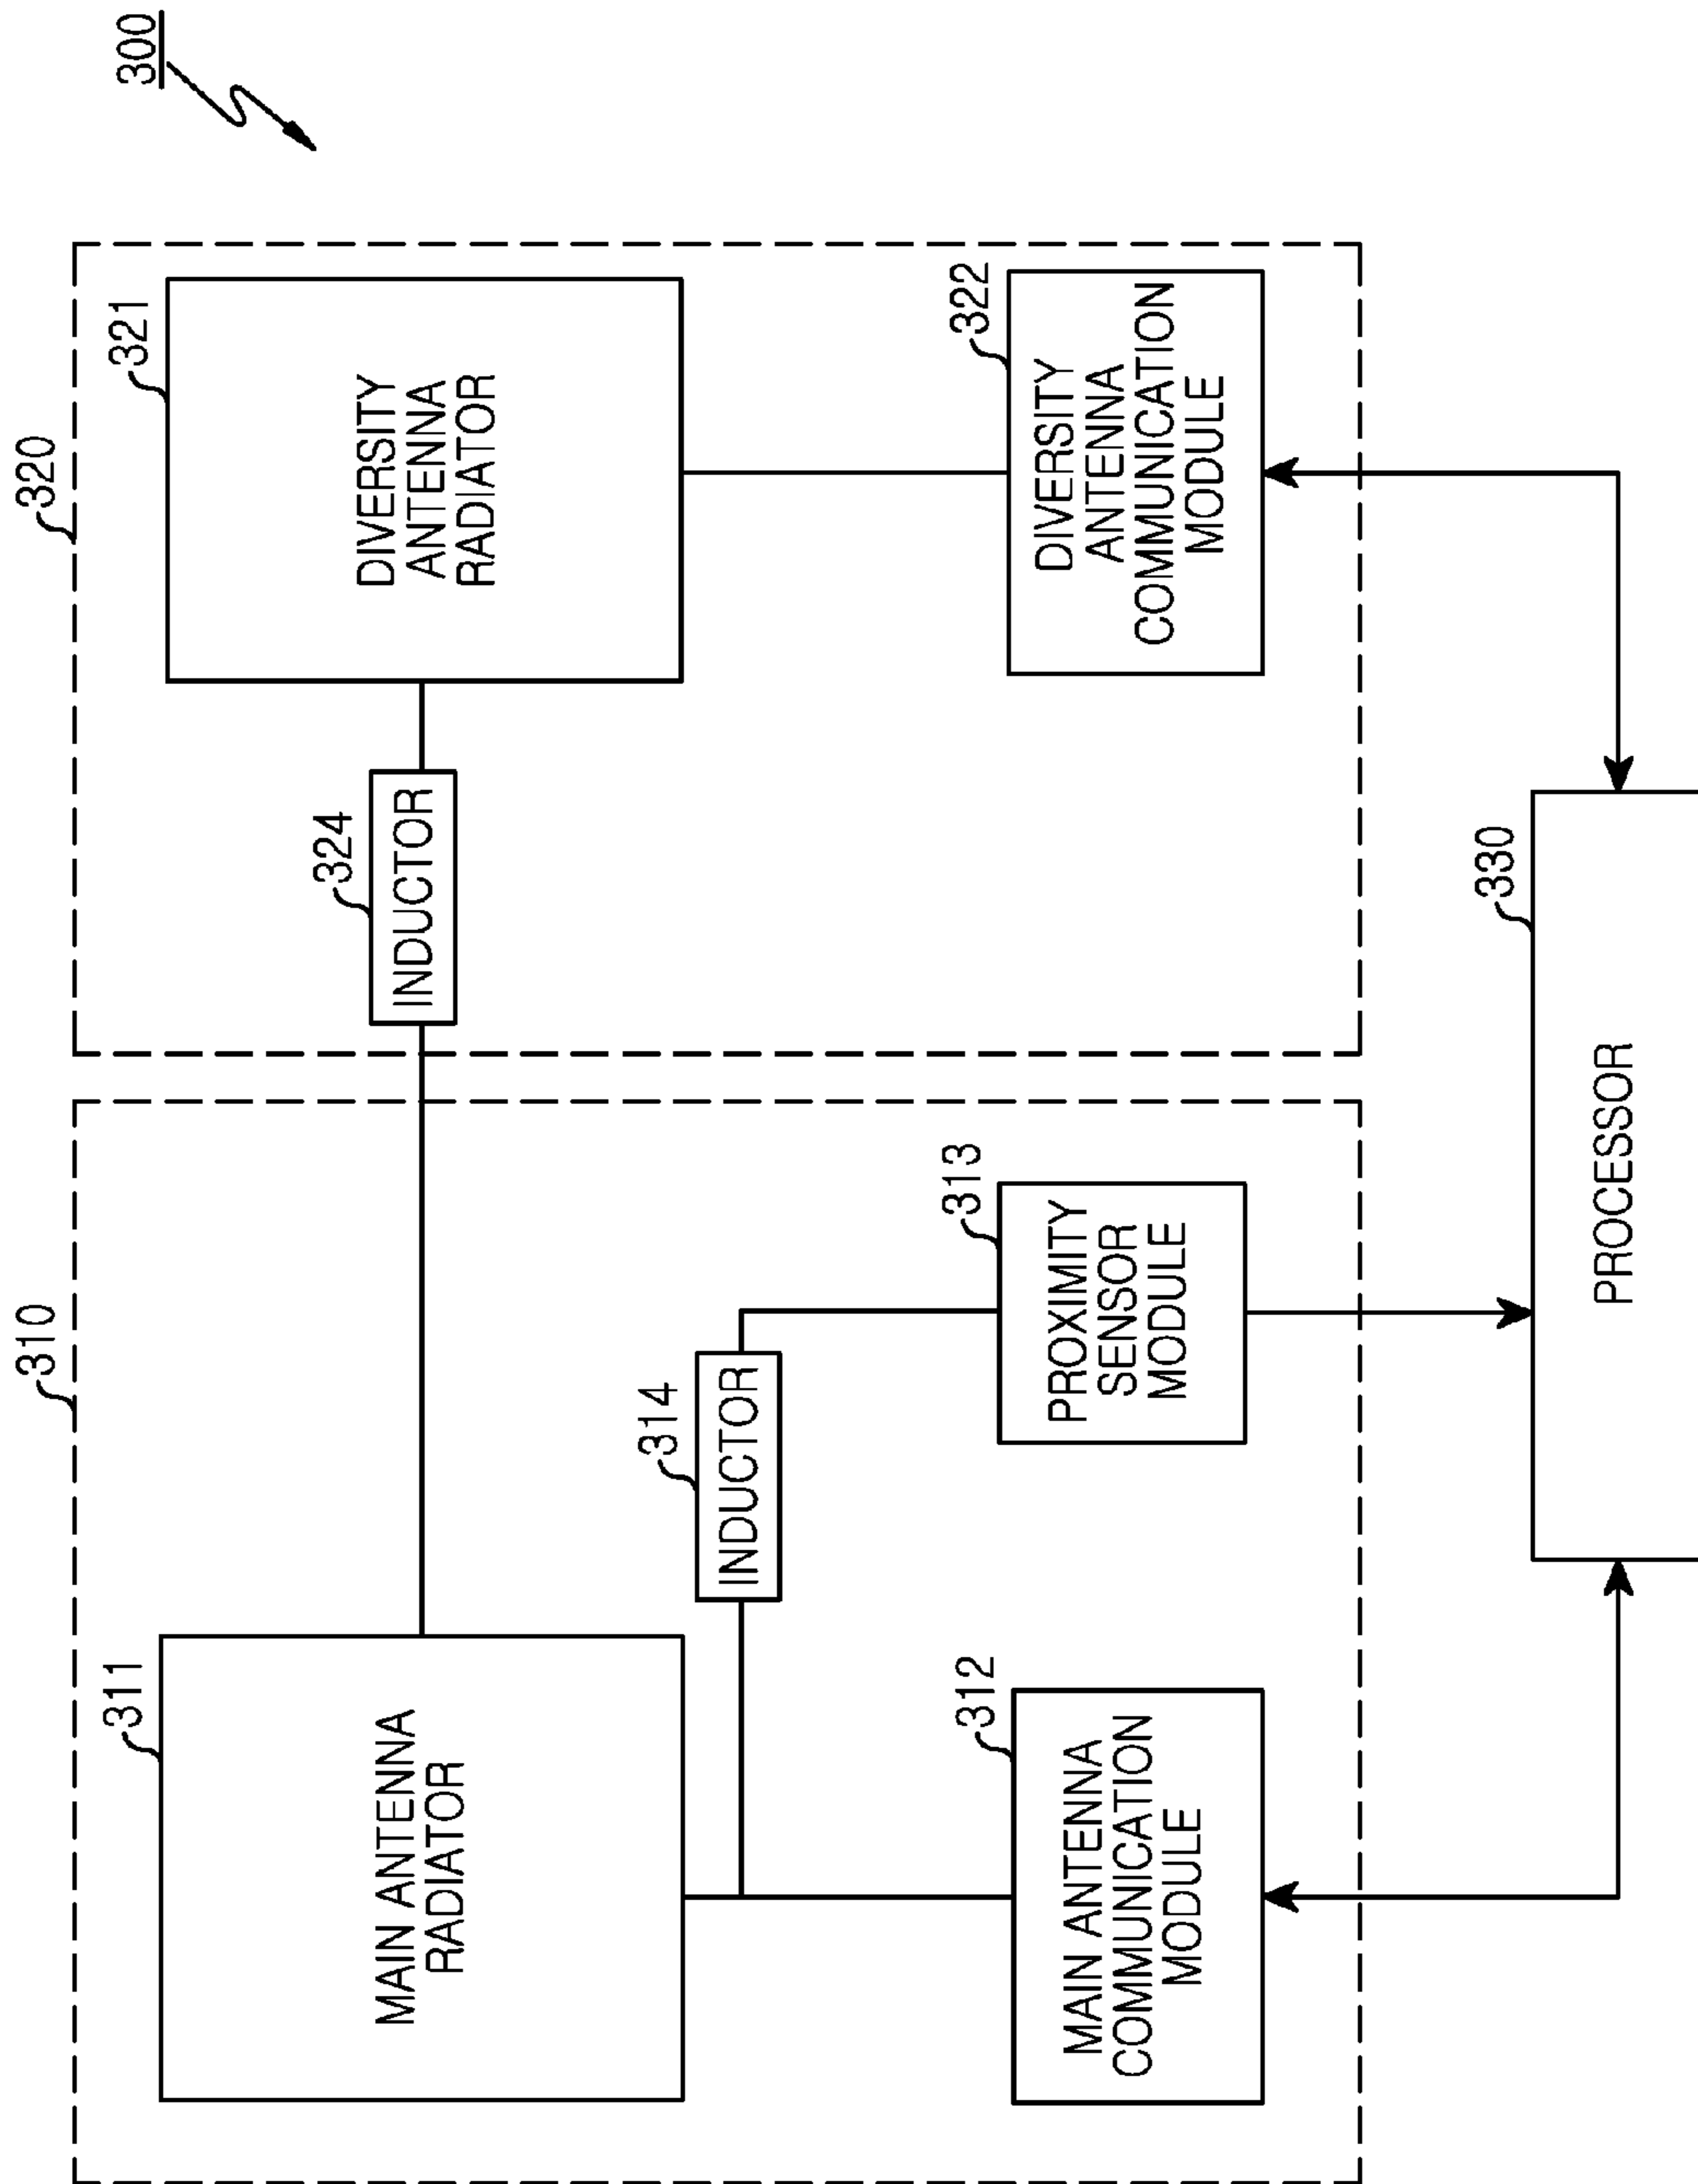 300
310
320
311
MAIN ANTENNA
RADIATOR
321
DIVERSITY
ANTENNA
RADIATOR
324
INDUCTOR
314
INDUCTOR
312
MAIN ANTENNA
COMMUNICATION
MODULE
313
PROXIMITY
SENSOR
MODULE
322
DIVERSITY
ANTENNA
COMMUNICATION
MODULE
330
PROCESSOR